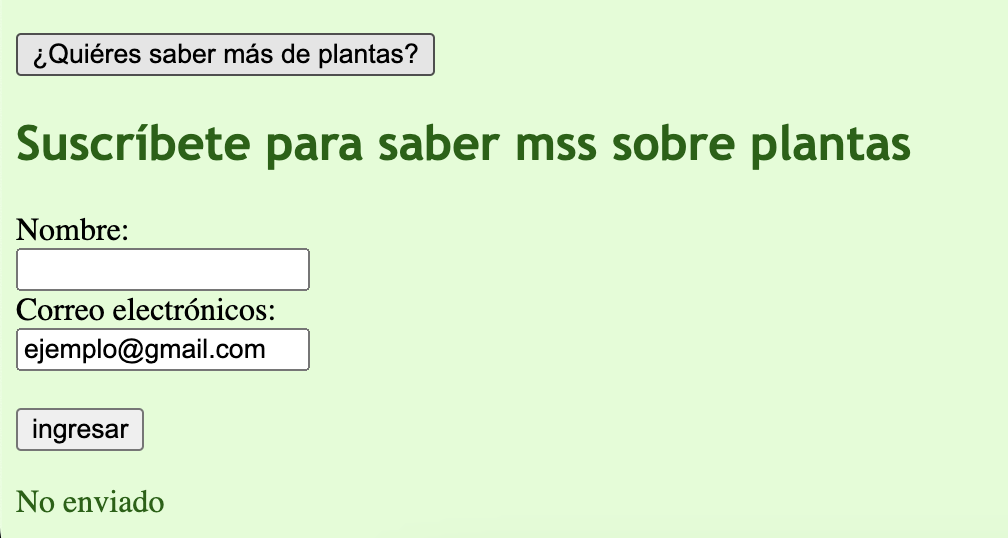 ¿Quiéres saber más de plantas?
Suscríbete para saber mss sobre plantas
Nombre:
Correo electrónicos:
ejemplo@gmail.com
ingresar
No enviado